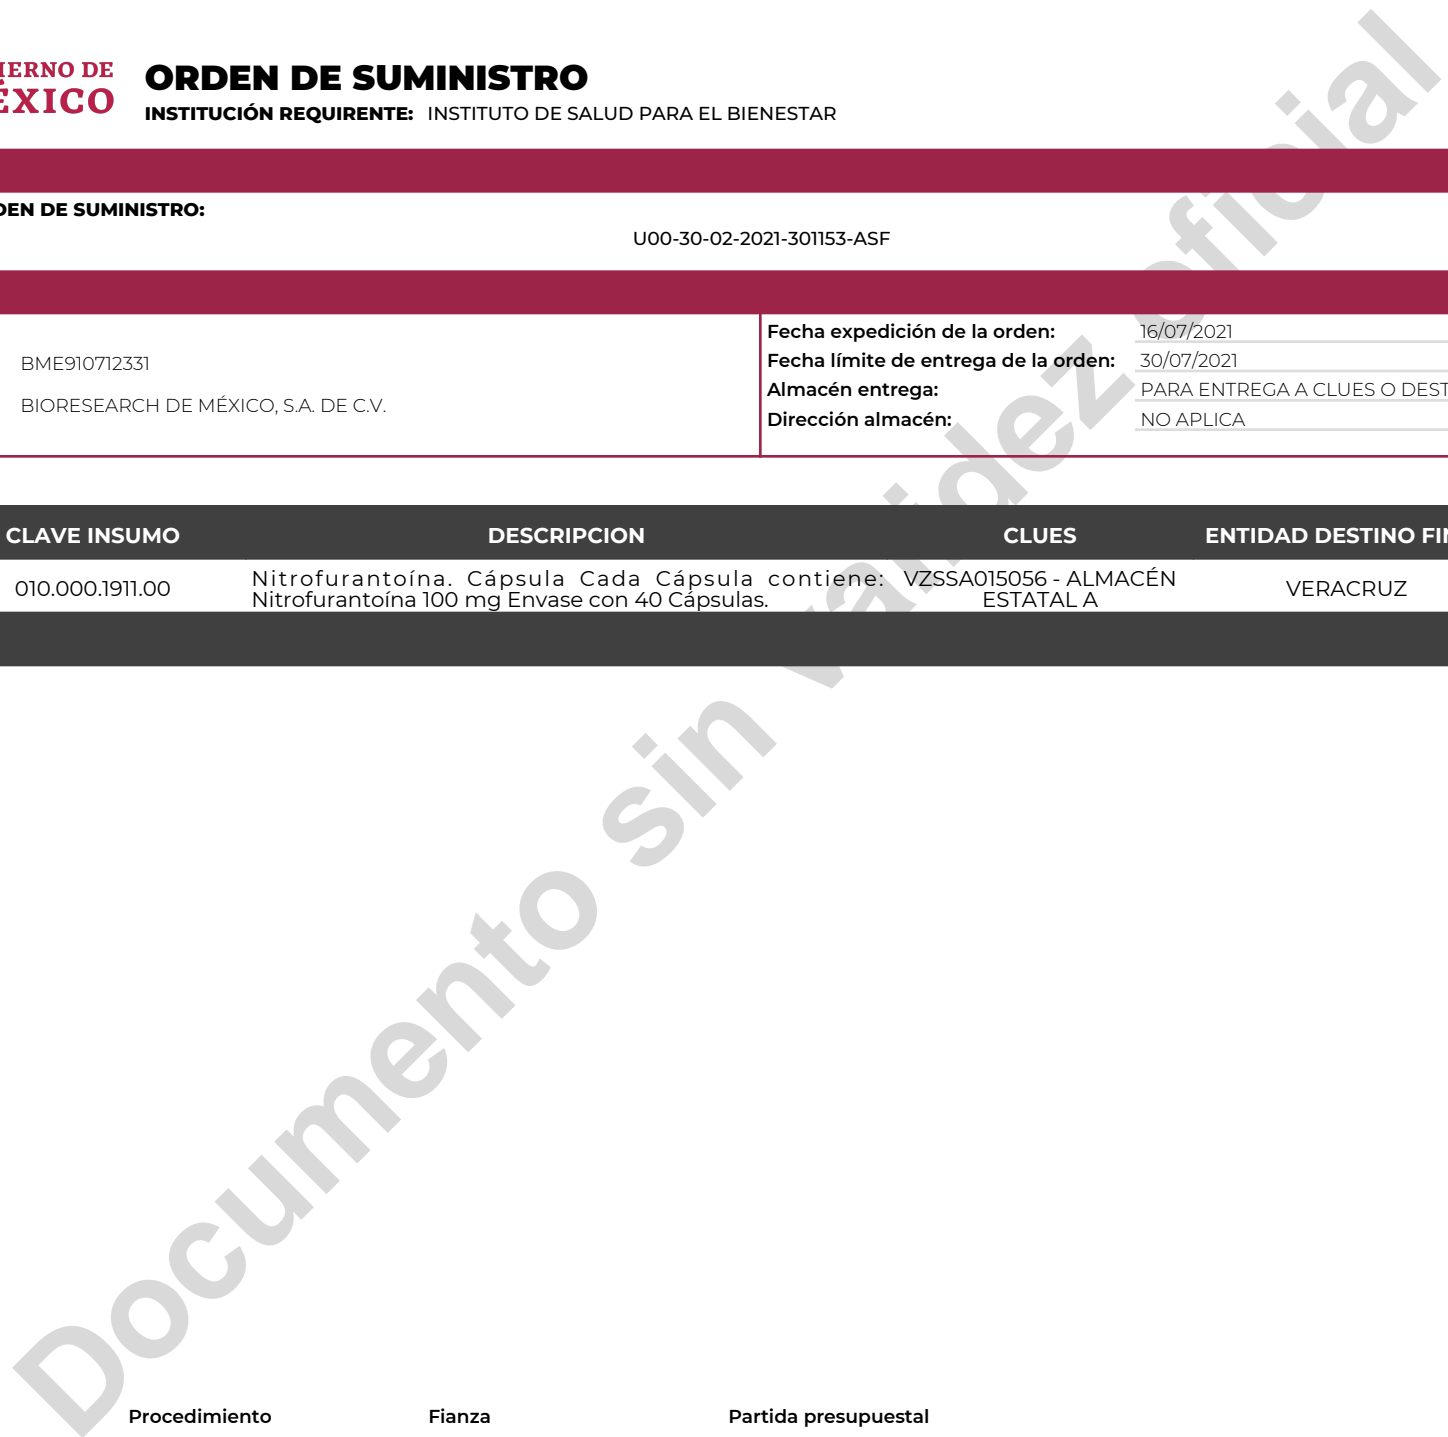 IERNO DE
ÉXICO
ORDEN DE SUMINISTRO
INSTITUCIÓN REQUIRENTE: INSTITUTO DE SALUD PARA EL BIENESTAR
DEN DE SUMINISTRO:
U00-30-02-2021-301153-ASF
BME910712331
BIORESEARCH DE MÉXICO, S.A. DE C.V.
Fecha expedición de la orden: 16/07/2021
Fecha límite de entrega de la orden: 30/07/2021
Almacén entrega: PARA ENTREGA A CLUES O DEST
Dirección almacén: NO APLICA
CLAVE INSUMO DESCRIPCION CLUES ENTIDAD DESTINO FIN
010.000.1911.00
Nitrofurantoína. Cápsula Cada Cápsula contiene:
Nitrofurantoína 100 mg Envase con 40 Cápsulas.
VZSSA015056 - ALMACÉN
ESTATAL A
VERACRUZ
Documento sin validez oficial
Procedimiento Fianza Partida presupuestal